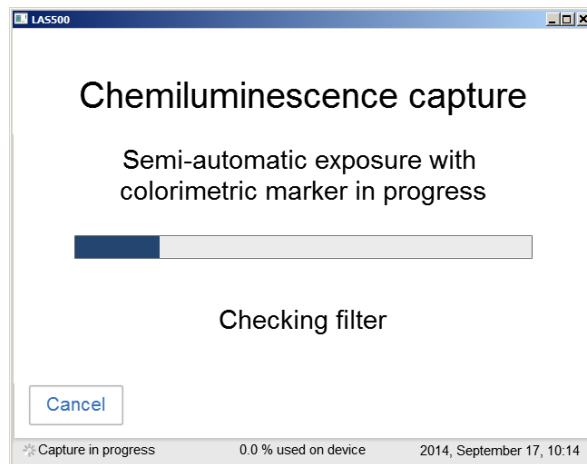 LAS500
Chemiluminescence capture
Semi-automatic exposure with
colorimetric marker in progress
Checking filter
Cancel
Capture in progress 0.0 % used on device 2014, September 17, 10:14